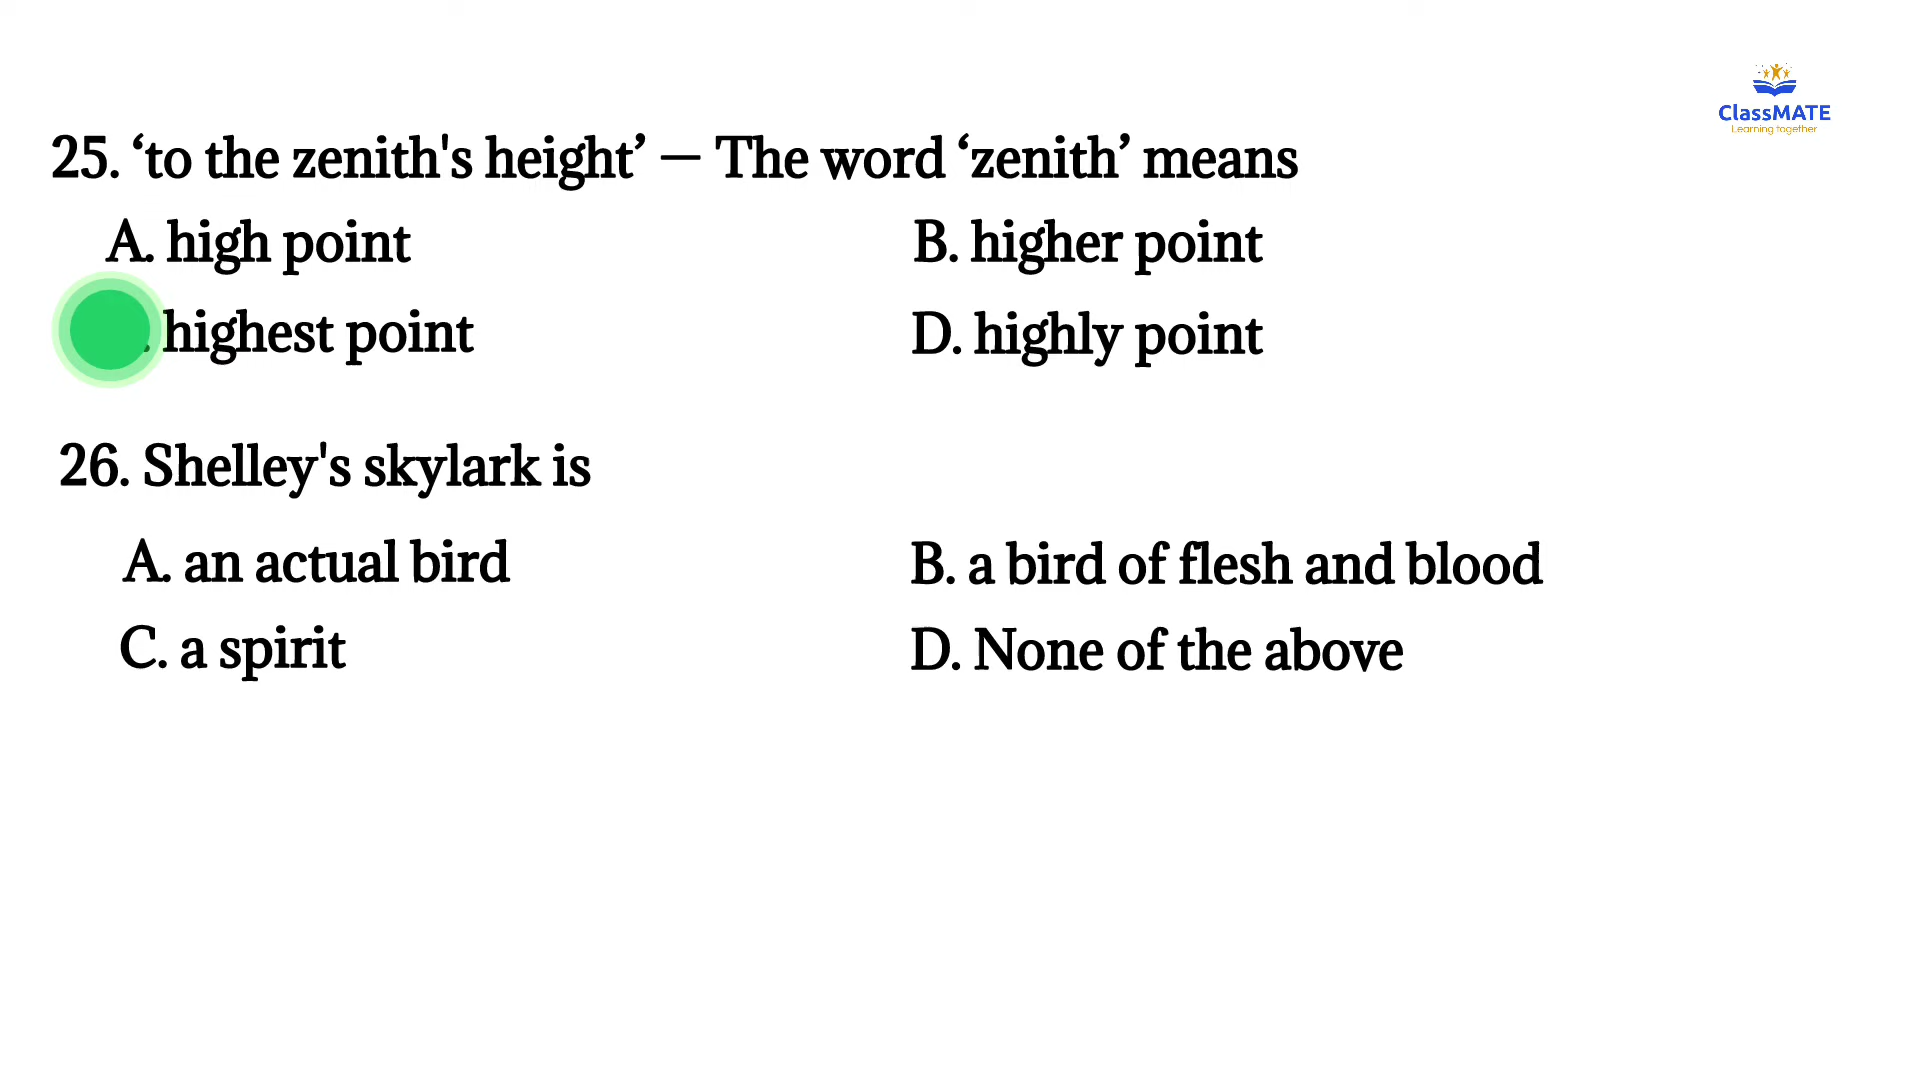 ClassMATE
Learning together
25. ‘to the zenith's height’ — The word ‘zenith’ means
A. high point
B. higher point
. highest point
D. highly point
26. Shelley's skylark is
A. an actual bird
B. a bird of flesh and blood
C. a spirit
D. None of the above